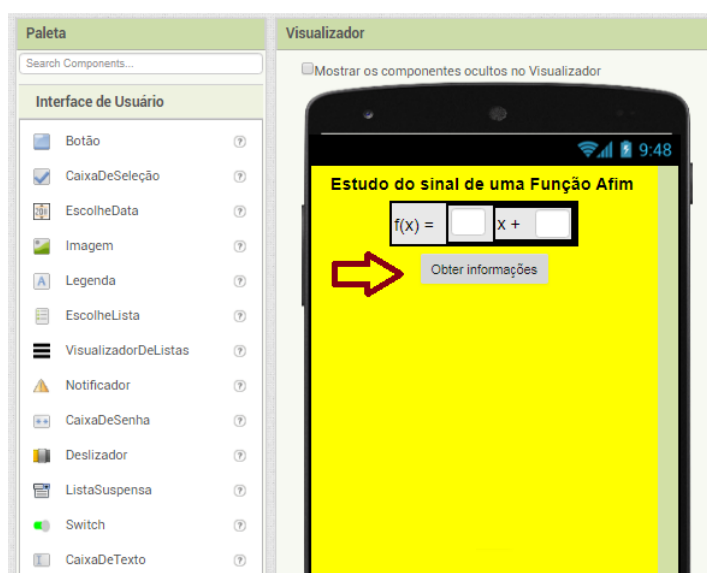 Paleta
Search Components...
Interface de Usuário
Botão
CaixaDeSeleção
EscolheData
Imagem
Legenda
EscolheLista
VisualizadorDeListas
Notificador
CaixaDeSenha
Deslizador
ListaSuspensa
Switch
CaixaDeTexto
Visualizador
Mostrar os componentes ocultos no Visualizador
9:48
Estudo do sinal de uma Função Afim
f(x) = x +
Obter informações